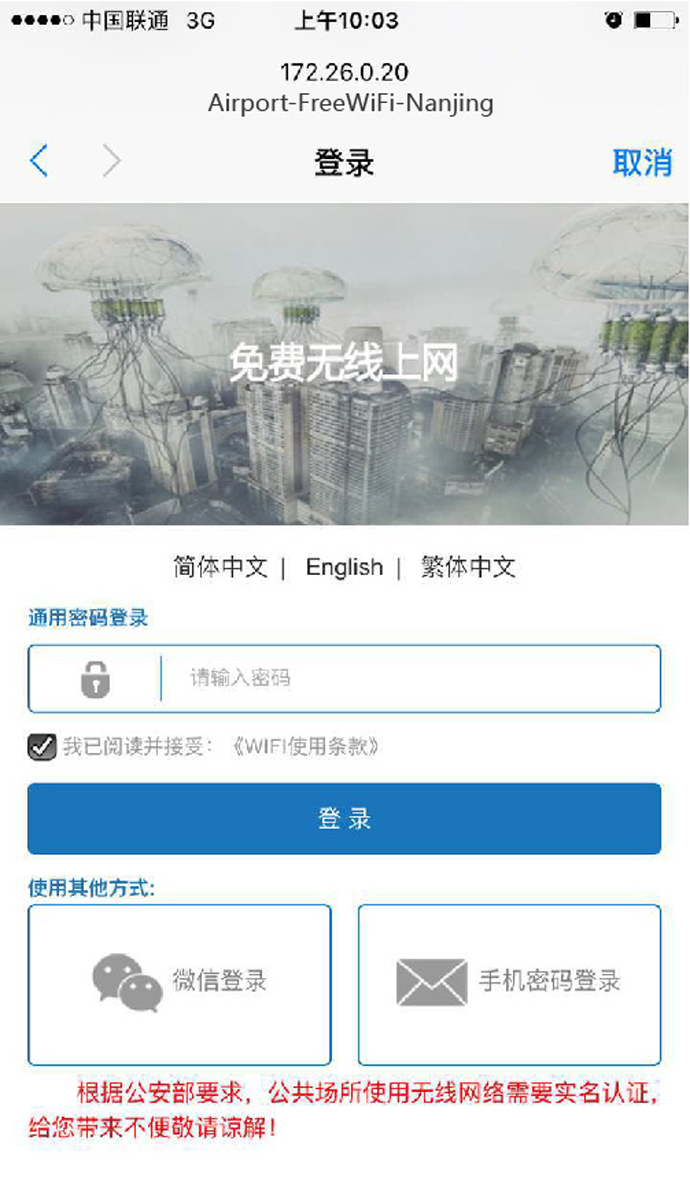 中国联通 3G 上午10:03
172.26.0.20
Airport-FreeWiFi-Nanjing
登录 取消
免费无线上网
简体中文 | English | 繁体中文
通用密码登录
请输入密码
我已阅读并接受：《WIFI使用条款》
登 录
使用其他方式:
微信登录 手机密码登录
根据公安部要求，公共场所使用无线网络需要实名认证，
给您带来不便敬请谅解！